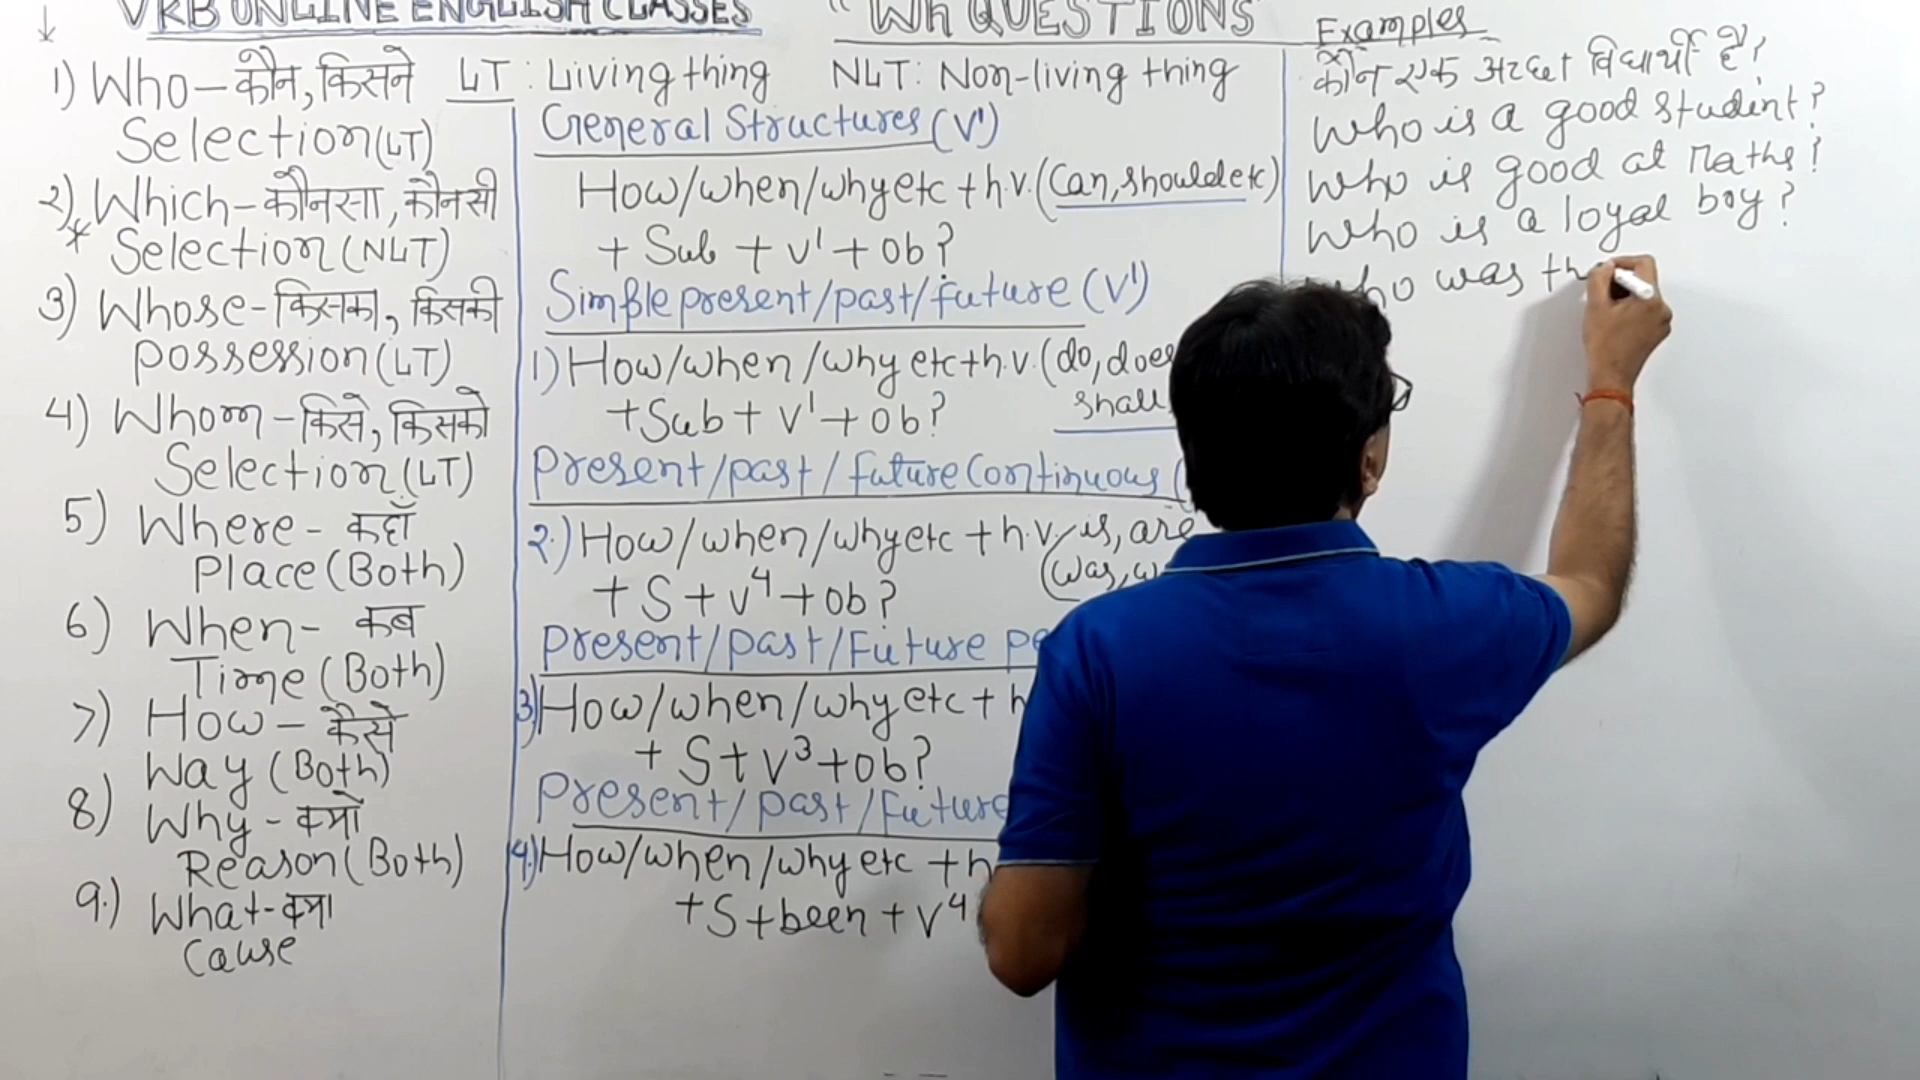 VRB ONLINE ENGLISH CLASSES
"Wh QUESTIONS
1) Who – कौन, किसने
Selection (LT)
2) Which – कौनसा, कौनसी
* Selection (NLT)
3) Whose – किसका, किसकी
Possession (LT)
4) Whom – किसे, किसको
Selection (LT)
5) Where – कहाँ
Place (Both)
6) When – कब
Time (Both)
7) How – कैसे
Way (Both)
8) Why – क्यों
Reason (Both)
9.) What – क्या
Cause
LT : Living thing NLT : Non-living thing
General Structures (V¹)
How/when/why etc + h.v. (Can, should etc)
+ Sub + V¹ + Ob?
Simple present/past/future (V¹)
1) How/when/why etc + h.v. (do, does
shall,
+ Sub + V¹ + Ob?
Present/past/future Continuous (
2.) How/when/why etc + h.v. (is, are
(was,
+ S + V⁴ + Ob?
Present/Past/Future
3) How/when/why etc + h
+ S + V³ + Ob?
Present/Past/Future
4.) How/when/why etc + h
+ S + been + V⁴
Examples
कौन एक अच्छा विद्यार्थी है?
Who is a good student?
Who is good at Maths?
Who is a loyal boy?
who was